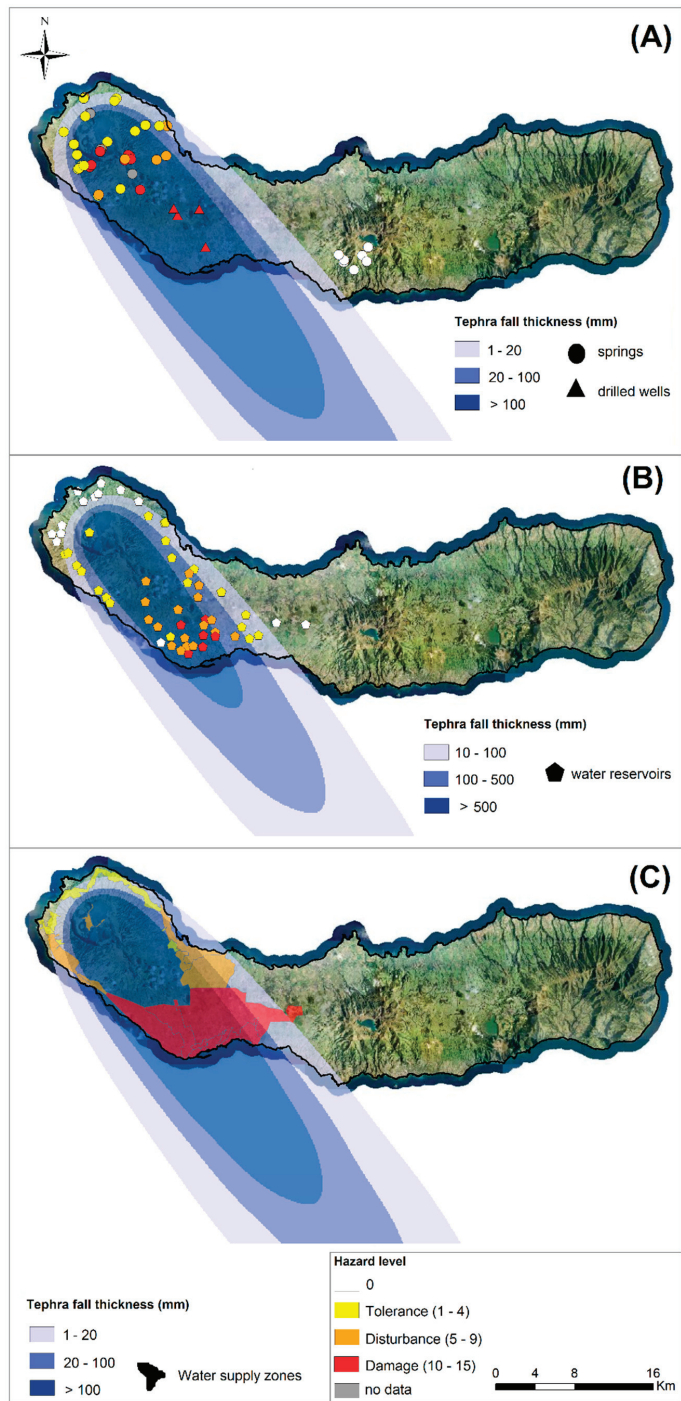 N
(A)
Tephra fall thickness (mm)
1 - 20
springs
20 - 100
drilled wells
> 100
(B)
Tephra fall thickness (mm)
10 - 100
100 - 500
water reservoirs
> 500
(C)
Hazard level
0
Tephra fall thickness (mm)
Tolerance (1 - 4)
1 - 20
Disturbance (5 - 9)
20 - 100
Water supply zones
Damage (10 - 15)
> 100
no data
0 4 8 12 16
Km